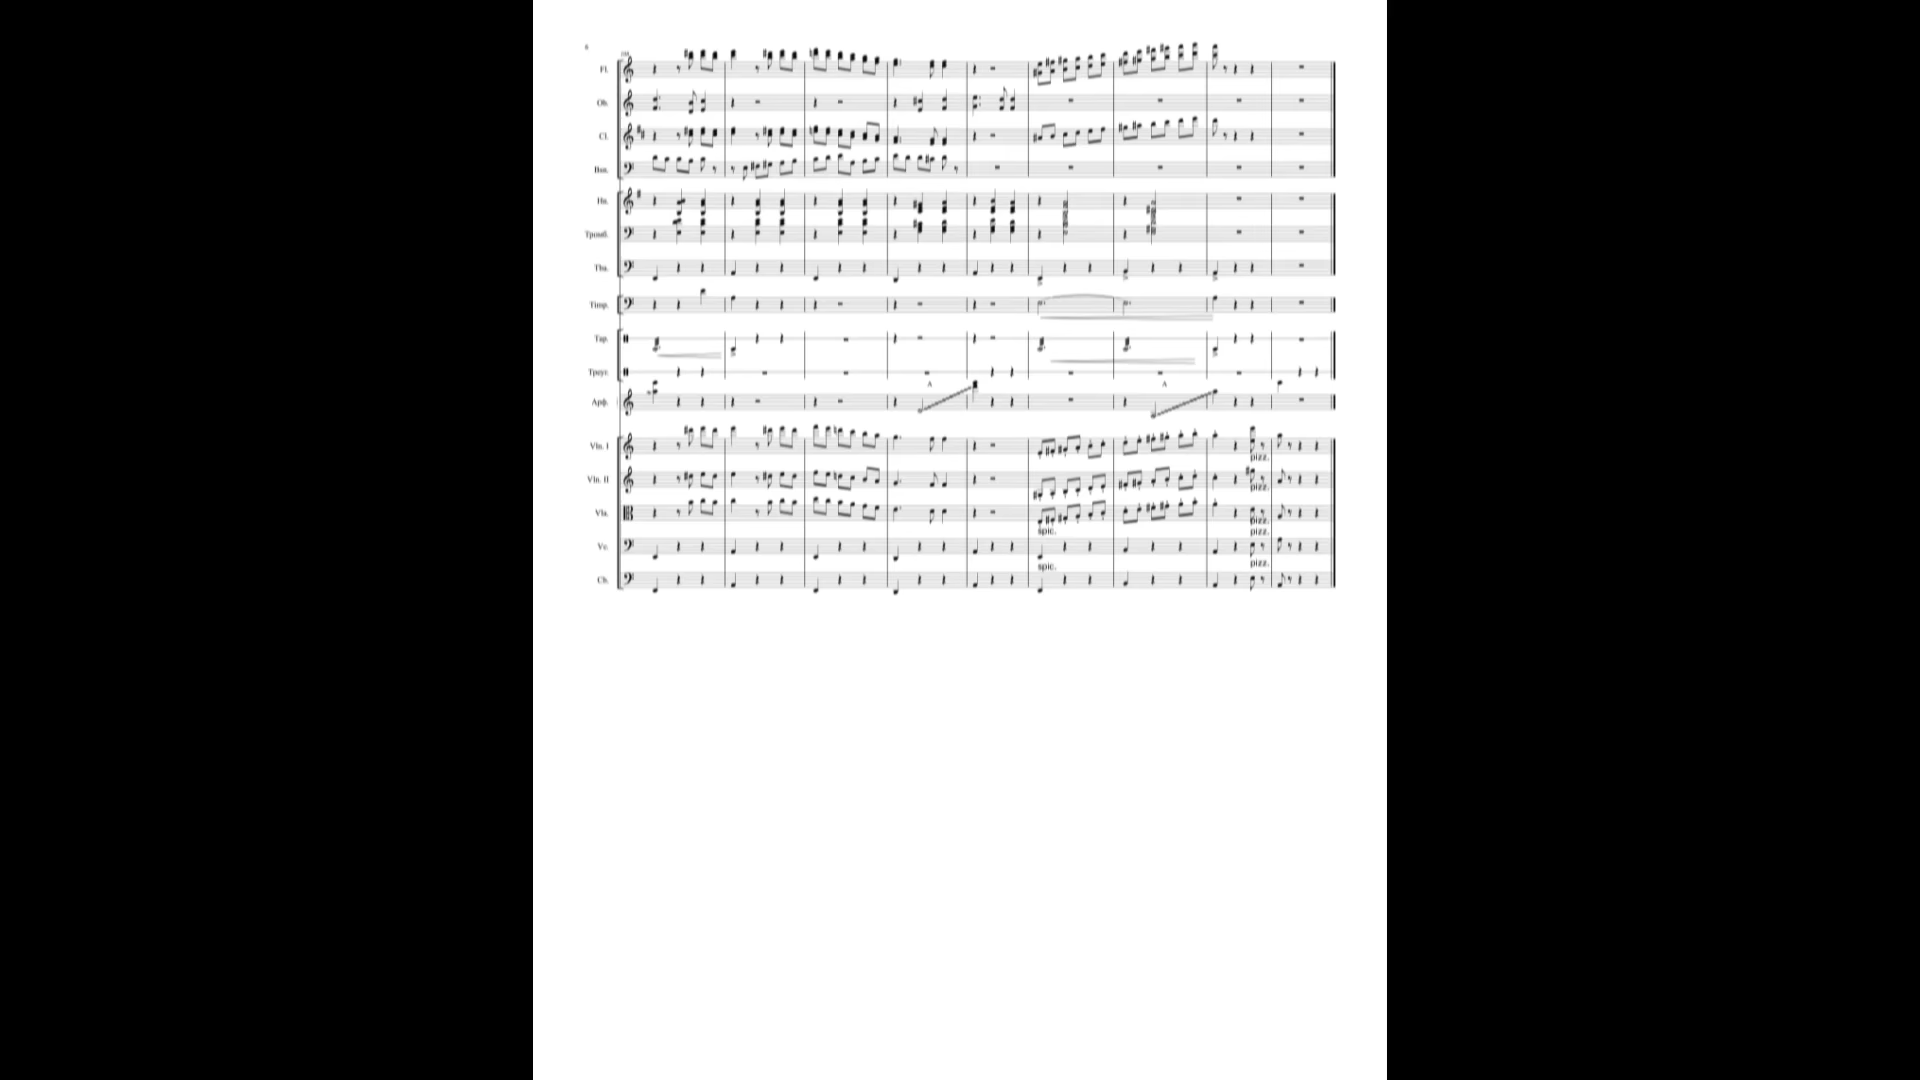 6
Fl.
Ob.
Cl.
Bsn.
Hn.
Тромб.
Tba.
Timp.
Тар.
Треуг.
A
A
Арф.
Vln. I
pizz.
Vln. II
pizz.
Vla.
pizz.
spic.
pizz.
Vc.
pizz.
spic.
Cb.